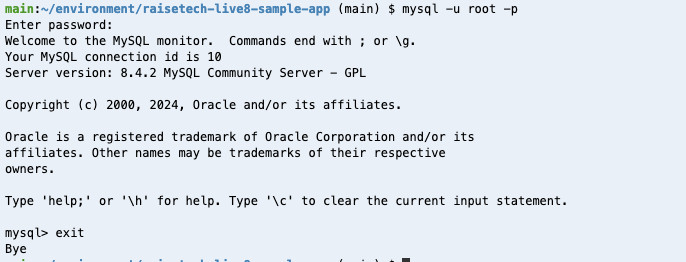 main:~/environment/raisetech-live8-sample-app (main) $ mysql -u root -p
Enter password:
Welcome to the MySQL monitor.  Commands end with ; or \g.
Your MySQL connection id is 10
Server version: 8.4.2 MySQL Community Server - GPL

Copyright (c) 2000, 2024, Oracle and/or its affiliates.

Oracle is a registered trademark of Oracle Corporation and/or its
affiliates. Other names may be trademarks of their respective
owners.

Type 'help;' or '\h' for help. Type '\c' to clear the current input statement.

mysql> exit
Bye